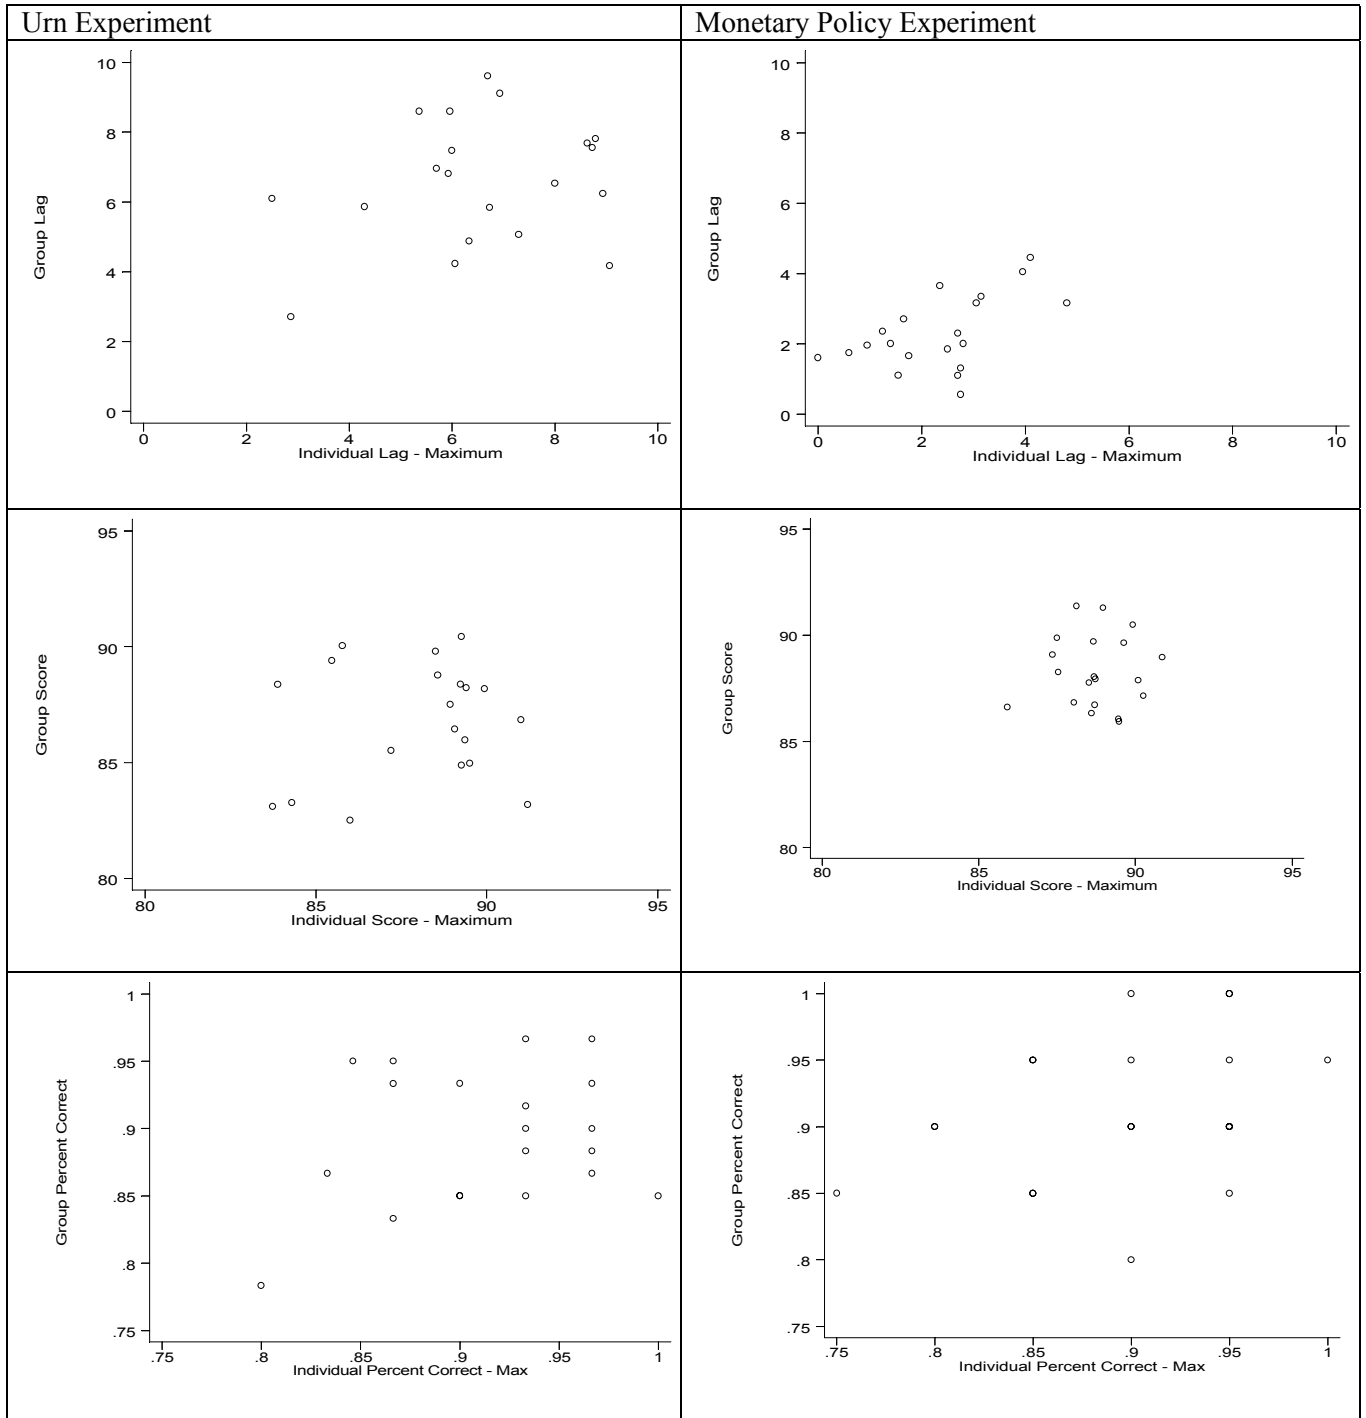 Urn Experiment
Monetary Policy Experiment
10
8
6
4
2
0
Group Lag
0 2 4 6 8 10
Individual Lag - Maximum
10
8
6
4
2
0
Group Lag
0 2 4 6 8 10
Individual Lag - Maximum
95
90
85
80
Group Score
80 85 90 95
Individual Score - Maximum
95
90
85
80
Group Score
80 85 90 95
Individual Score - Maximum
1
.95
.9
.85
.8
.75
Group Percent Correct
.75 .8 .85 .9 .95 1
Individual Percent Correct - Max
1
.95
.9
.85
.8
.75
Group Percent Correct
.75 .8 .85 .9 .95 1
Individual Percent Correct - Max